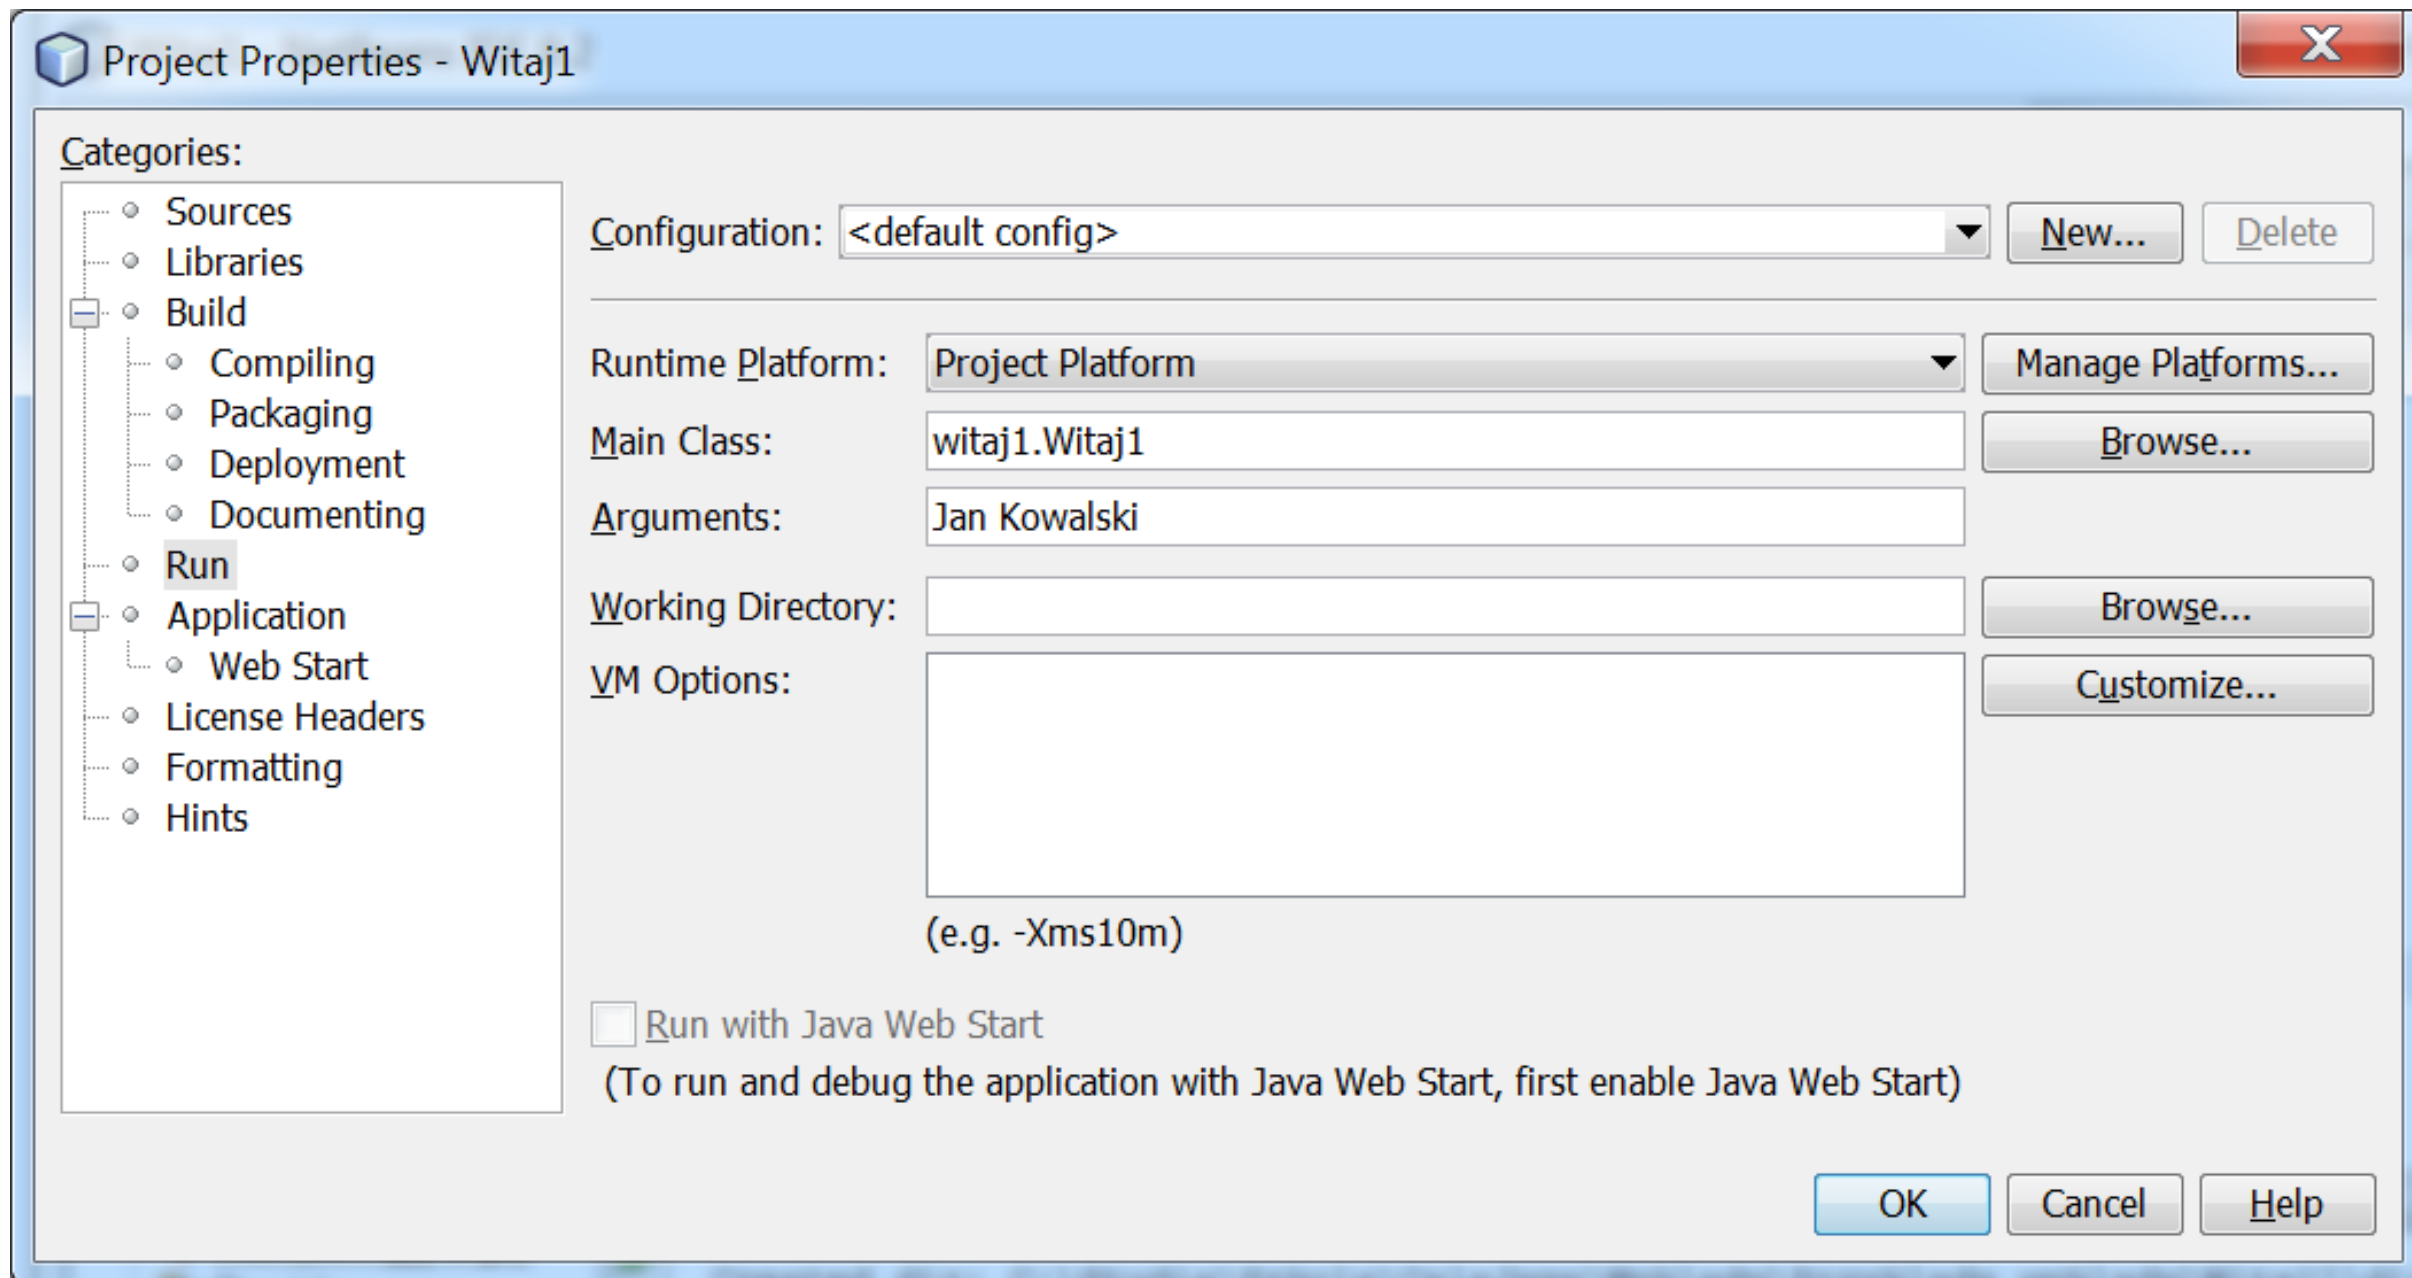 Project Properties - Witaj1
Categories:
Sources
Libraries
Build
Compiling
Packaging
Deployment
Documenting
Run
Application
Web Start
License Headers
Formatting
Hints
Configuration: <default config> New... Delete
Runtime Platform: Project Platform Manage Platforms...
Main Class: witaj1.Witaj1 Browse...
Arguments: Jan Kowalski
Working Directory: Browse...
VM Options: Customize...
(e.g. -Xms10m)
Run with Java Web Start
(To run and debug the application with Java Web Start, first enable Java Web Start)
OK Cancel Help